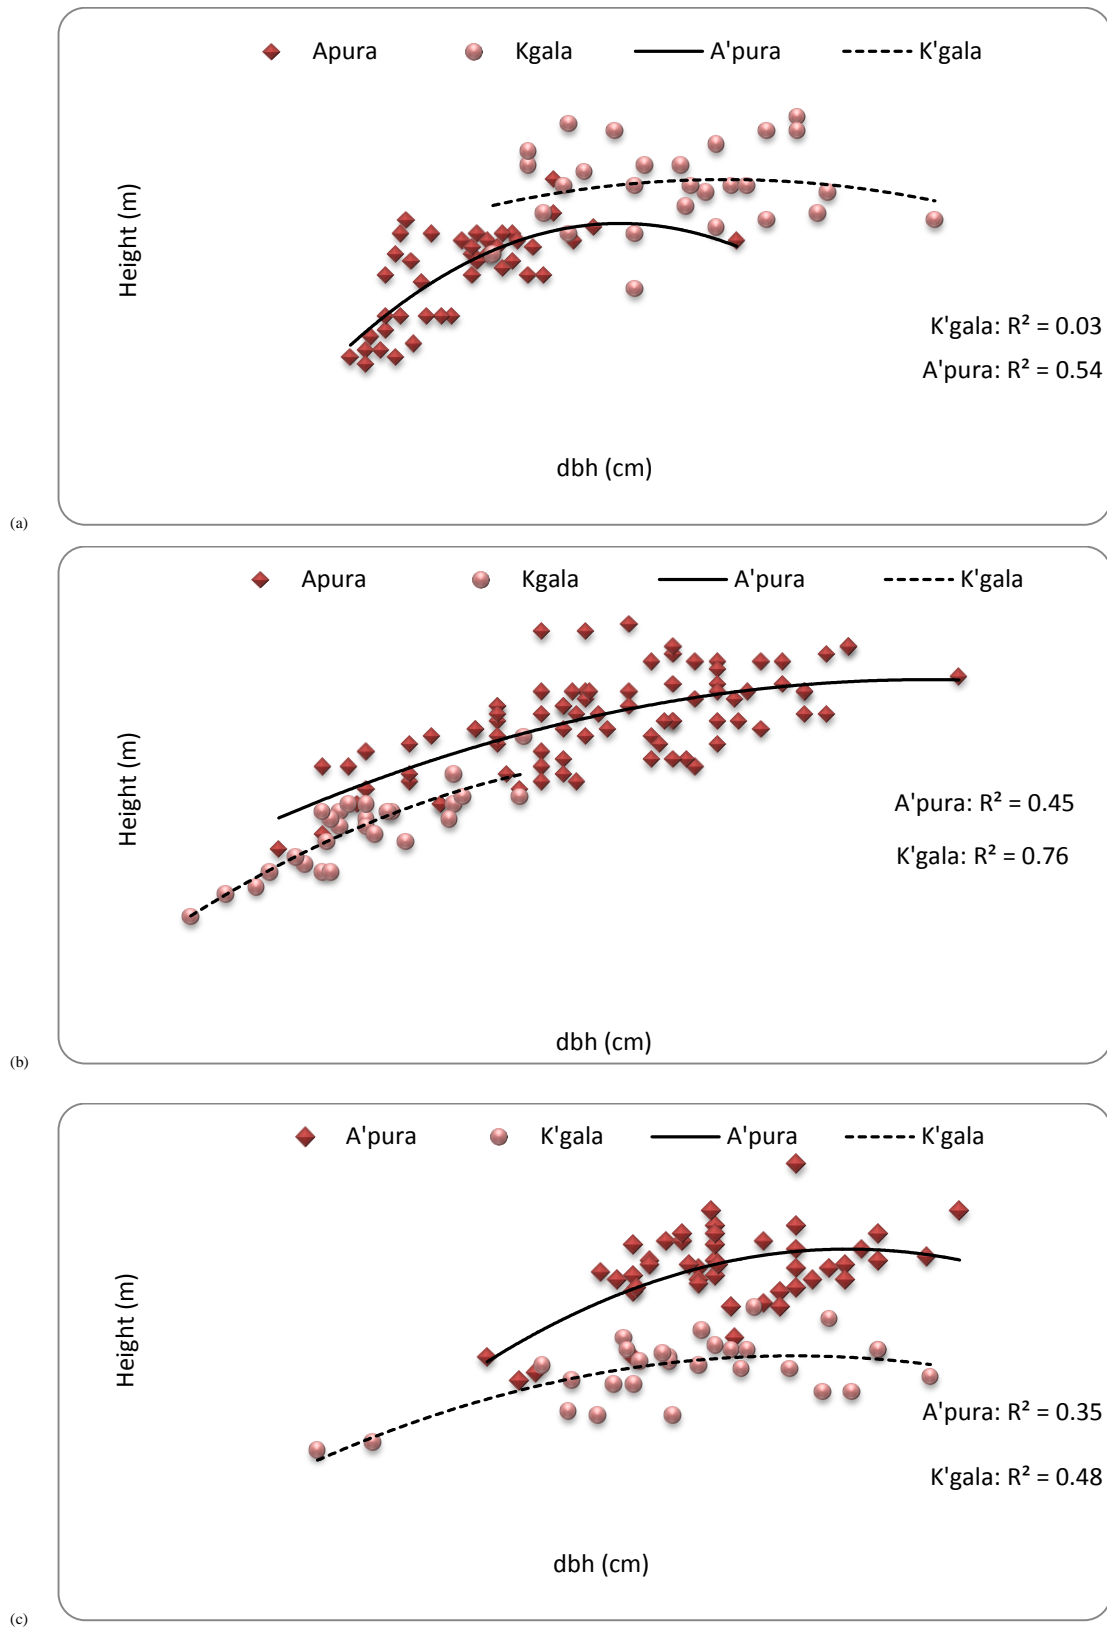 Apura Kgala A'pura K'gala
Height (m)
K'gala: R² = 0.03
A'pura: R² = 0.54
dbh (cm)
(a)
Apura Kgala A'pura K'gala
Height (m)
A'pura: R² = 0.45
K'gala: R² = 0.76
dbh (cm)
(b)
A'pura K'gala A'pura K'gala
Height (m)
A'pura: R² = 0.35
K'gala: R² = 0.48
dbh (cm)
(c)